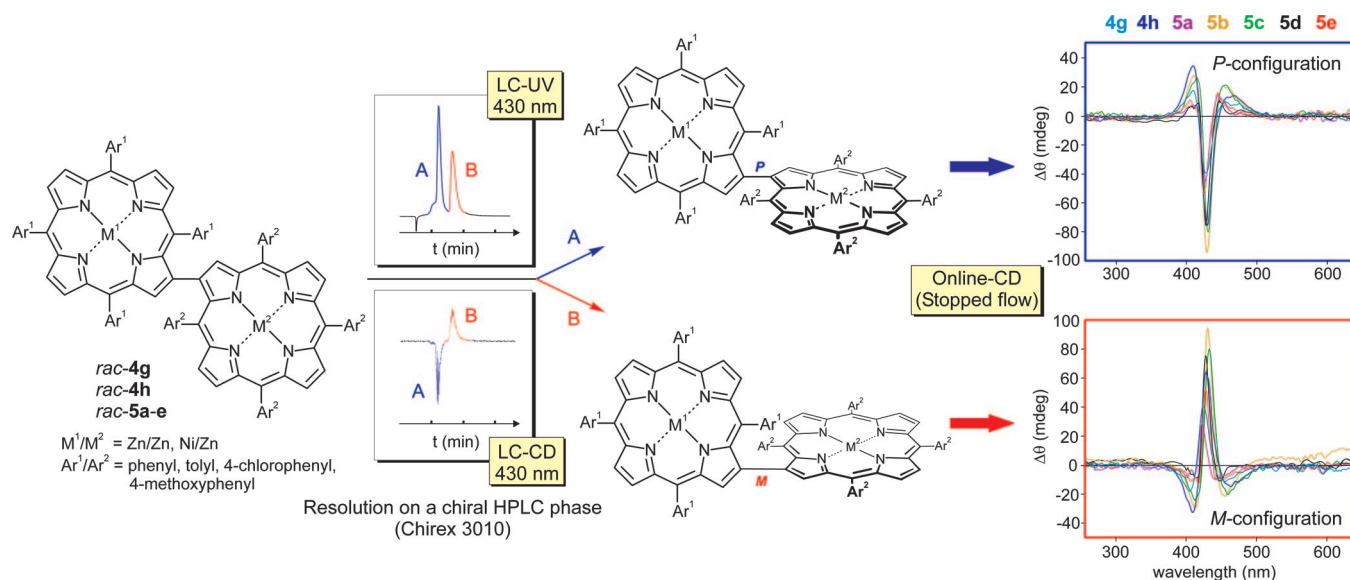 Ar1
Ar1
Ar1
Ar1
N
N
N
N
M1
Ar2
Ar2
Ar2
Ar2
N
N
N
N
M2
rac-4g
rac-4h
rac-5a-e
M1/M2 = Zn/Zn, Ni/Zn
Ar1/Ar2 = phenyl, tolyl, 4-chlorophenyl,
4-methoxyphenyl
LC-UV
430 nm
A
B
t (min)
B
A
t (min)
LC-CD
430 nm
Resolution on a chiral HPLC phase
(Chirex 3010)
A
B
Ar1
Ar1
Ar1
Ar1
N
N
N
N
M1
P
Ar2
Ar2
Ar2
Ar2
N
N
N
N
M2
Ar1
Ar1
Ar1
Ar1
N
N
N
N
M1
M
Ar2
Ar2
Ar2
Ar2
N
N
N
N
M2
Online-CD
(Stopped flow)
4g 4h 5a 5b 5c 5d 5e
P-configuration
Δθ (mdeg)
40
20
0
-20
-40
-60
-80
-100
300 400 500 600
M-configuration
Δθ (mdeg)
100
80
60
40
20
0
-20
-40
300 400 500 600
wavelength (nm)